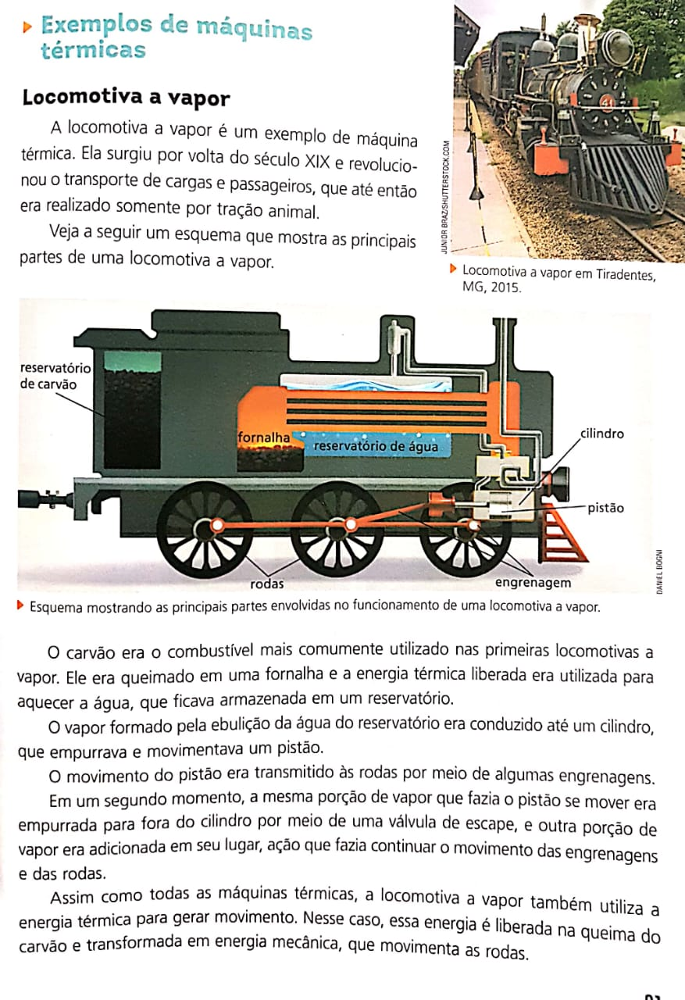 Exemplos de máquinas
térmicas
Locomotiva a vapor
A locomotiva a vapor é um exemplo de máquina
térmica. Ela surgiu por volta do século XIX e revolucio-
nou o transporte de cargas e passageiros, que até então
era realizado somente por tração animal.
Veja a seguir um esquema que mostra as principais
partes de uma locomotiva a vapor.
41
JUNIOR BRAZ/SHUTTERSTOCK.COM
Locomotiva a vapor em Tiradentes,
MG, 2015.
reservatório
de carvão
fornalha
reservatório de água
cilindro
pistão
rodas
engrenagem
DANIEL BOGNI
Esquema mostrando as principais partes envolvidas no funcionamento de uma locomotiva a vapor.
O carvão era o combustível mais comumente utilizado nas primeiras locomotivas a
vapor. Ele era queimado em uma fornalha e a energia térmica liberada era utilizada para
aquecer a água, que ficava armazenada em um reservatório.
O vapor formado pela ebulição da água do reservatório era conduzido até um cilindro,
que empurrava e movimentava um pistão.
O movimento do pistão era transmitido às rodas por meio de algumas engrenagens.
Em um segundo momento, a mesma porção de vapor que fazia o pistão se mover era
empurrada para fora do cilindro por meio de uma válvula de escape, e outra porção de
vapor era adicionada em seu lugar, ação que fazia continuar o movimento das engrenagens
e das rodas.
Assim como todas as máquinas térmicas, a locomotiva a vapor também utiliza a
energia térmica para gerar movimento. Nesse caso, essa energia é liberada na queima do
carvão e transformada em energia mecânica, que movimenta as rodas.